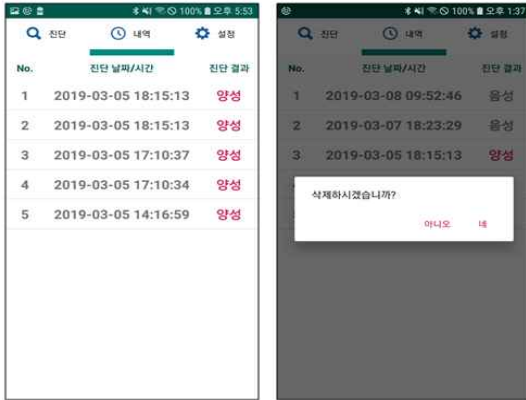 100% 오후 5:53
진단 내역 설정
No. 진단 날짜/시간 진단 결과
1 2019-03-05 18:15:13 양성
2 2019-03-05 18:15:13 양성
3 2019-03-05 17:10:37 양성
4 2019-03-05 17:10:34 양성
5 2019-03-05 14:16:59 양성
100% 오후 1:37
진단 내역 설정
No. 진단 날짜/시간 진단 결과
1 2019-03-08 09:52:46 음성
2 2019-03-07 18:23:29 음성
3 2019-03-05 18:15:13 양성
삭제하시겠습니까?
아니오 네